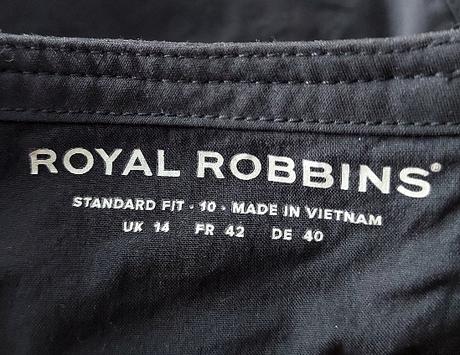 ROYAL ROBBINS®
STANDARD FIT · 10 · MADE IN VIETNAM
UK 14 FR 42 DE 40